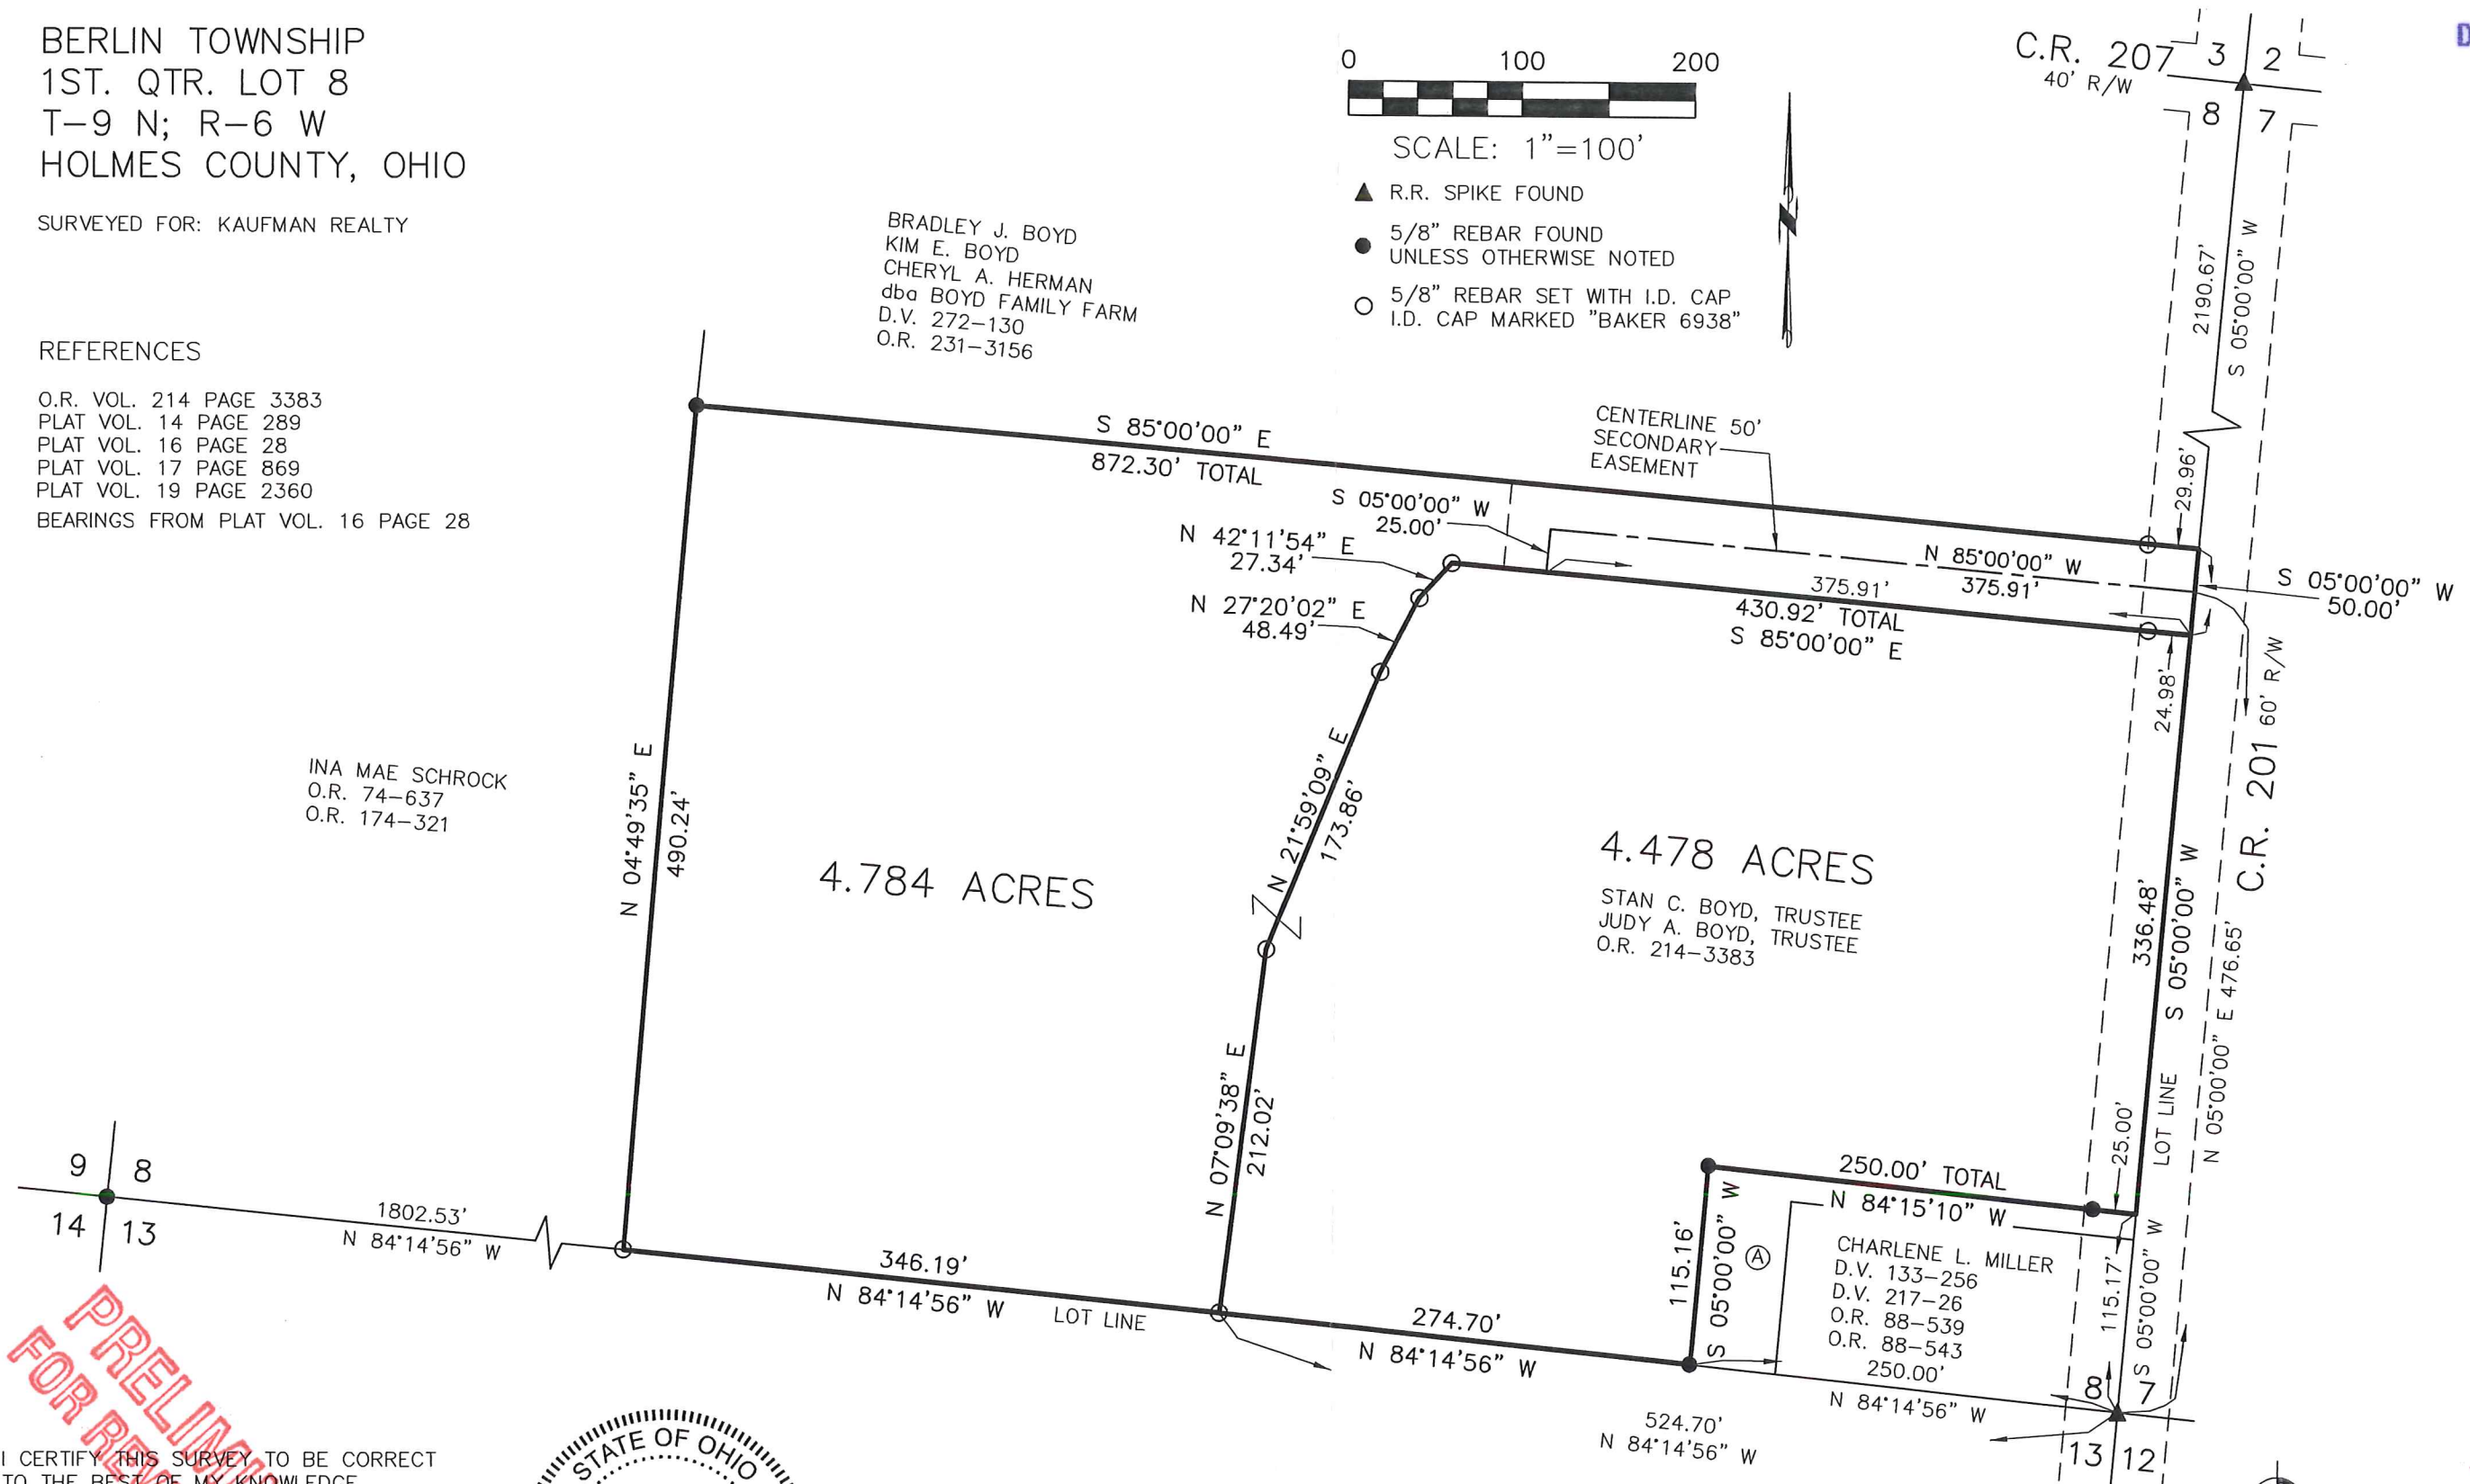 BERLIN TOWNSHIP
1ST. QTR. LOT 8
T–9 N; R–6 W
HOLMES COUNTY, OHIO
SURVEYED FOR: KAUFMAN REALTY
REFERENCES
O.R. VOL. 214 PAGE 3383
PLAT VOL. 14 PAGE 289
PLAT VOL. 16 PAGE 28
PLAT VOL. 17 PAGE 869
PLAT VOL. 19 PAGE 2360
BEARINGS FROM PLAT VOL. 16 PAGE 28
BRADLEY J. BOYD
KIM E. BOYD
CHERYL A. HERMAN
dba BOYD FAMILY FARM
D.V. 272–130
O.R. 231–3156
0 100 200
SCALE: 1"=100'
R.R. SPIKE FOUND
5/8" REBAR FOUND
UNLESS OTHERWISE NOTED
5/8" REBAR SET WITH I.D. CAP
I.D. CAP MARKED "BAKER 6938"
N
C.R. 207
40' R/W
3 2
8 7
2190.67'
S 05°00'00" W
29.96'
S 85°00'00" E
872.30' TOTAL
CENTERLINE 50'
SECONDARY
EASEMENT
S 05°00'00" W
25.00'
N 42°11'54" E
27.34'
N 27°20'02" E
48.49'
N 85°00'00" W
375.91'
375.91'
430.92' TOTAL
S 85°00'00" E
S 05°00'00" W
50.00'
24.98'
C.R. 201 60' R/W
INA MAE SCHROCK
O.R. 74–637
O.R. 174–321
N 04°49'35" E
490.24'
4.784 ACRES
N 21°59'09" E
173.86'
4.478 ACRES
STAN C. BOYD, TRUSTEE
JUDY A. BOYD, TRUSTEE
O.R. 214–3383
336.48'
LOT LINE S 05°00'00" W
N 05°00'00" E 476.65'
N 07°09'38" E
212.02'
25.00'
250.00' TOTAL
N 84°15'10" W
115.16'
S 05°00'00" W
A
CHARLENE L. MILLER
D.V. 133–256
D.V. 217–26
O.R. 88–539
O.R. 88–543
250.00'
N 84°14'56" W
115.17'
S 05°00'00" W
9 8
14 13
1802.53'
N 84°14'56" W
346.19'
N 84°14'56" W LOT LINE
274.70'
N 84°14'56" W
524.70'
N 84°14'56" W
8 7
13 12
FOR
I CERTIFY THIS SURVEY TO BE CORRECT
TO THE BEST OF MY KNOWLEDGE
STATE OF OHIO